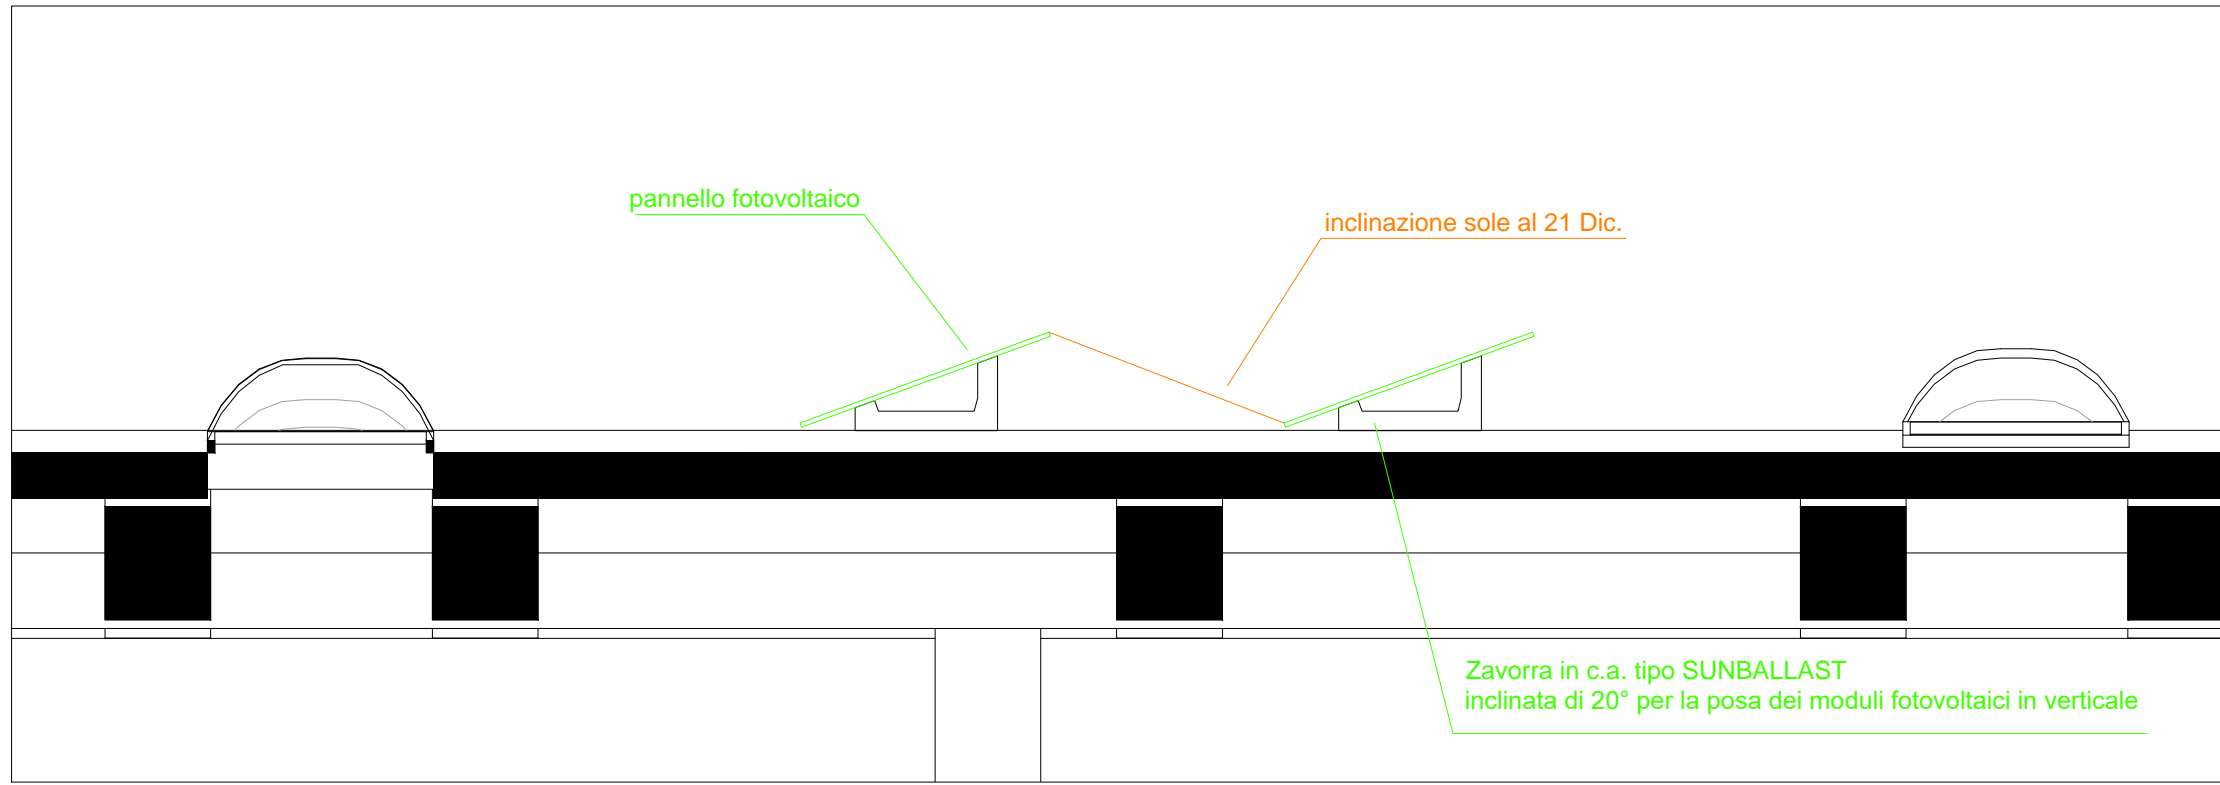 pannello fotovoltaico
inclinazione sole al 21 Dic.
Zavorra in c.a. tipo SUNBALLAST
inclinata di 20° per la posa dei moduli fotovoltaici in verticale